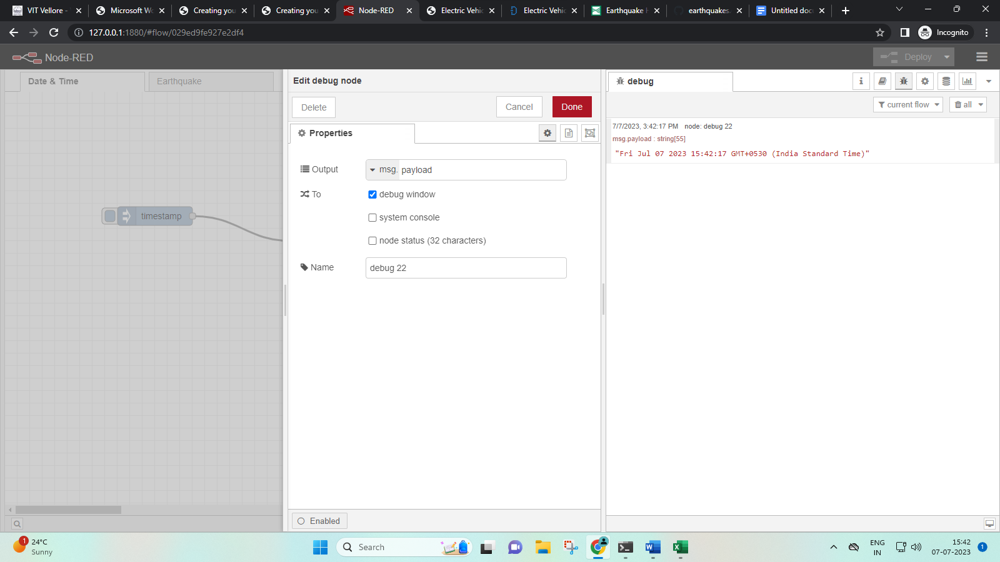 VIT Vellore -
Microsoft Wo
Creating you
Creating you
Node-RED
Electric Vehic
Electric Vehic
Earthquake H
earthquakes.
Untitled doc
127.0.0.1:1880/#flow/029ed9fe927e2df4
Incognito
Node-RED
Deploy
Date & Time
Earthquake
Edit debug node
debug
Delete
Cancel
Done
current flow
all
Properties
7/7/2023, 3:42:17 PM node: debug 22
msg.payload : string[55]
"Fri Jul 07 2023 15:42:17 GMT+0530 (India Standard Time)"
Output
msg. payload
To
debug window
system console
node status (32 characters)
Name
debug 22
timestamp
Enabled
1
24°C
Sunny
Search
ENG
IN
15:42
07-07-2023
1